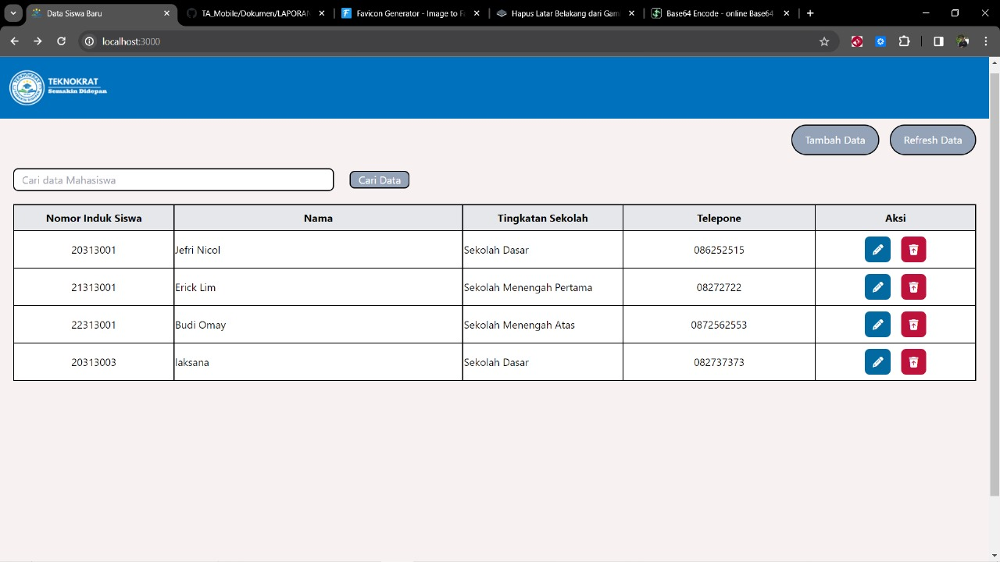 Data Siswa Baru
TA_Mobile/Dokumen/LAPORAN
Favicon Generator - Image to
Hapus Latar Belakang dari Gam
Base64 Encode - online Base64
localhost:3000
TEKNOKRAT
Semakin Didepan
Tambah Data
Refresh Data
Cari data Mahasiswa
Cari Data
Nomor Induk Siswa Nama Tingkatan Sekolah Telepone Aksi
20313001 Jefri Nicol Sekolah Dasar 086252515
21313001 Erick Lim Sekolah Menengah Pertama 08272722
22313001 Budi Omay Sekolah Menengah Atas 0872562553
20313003 laksana Sekolah Dasar 082737373